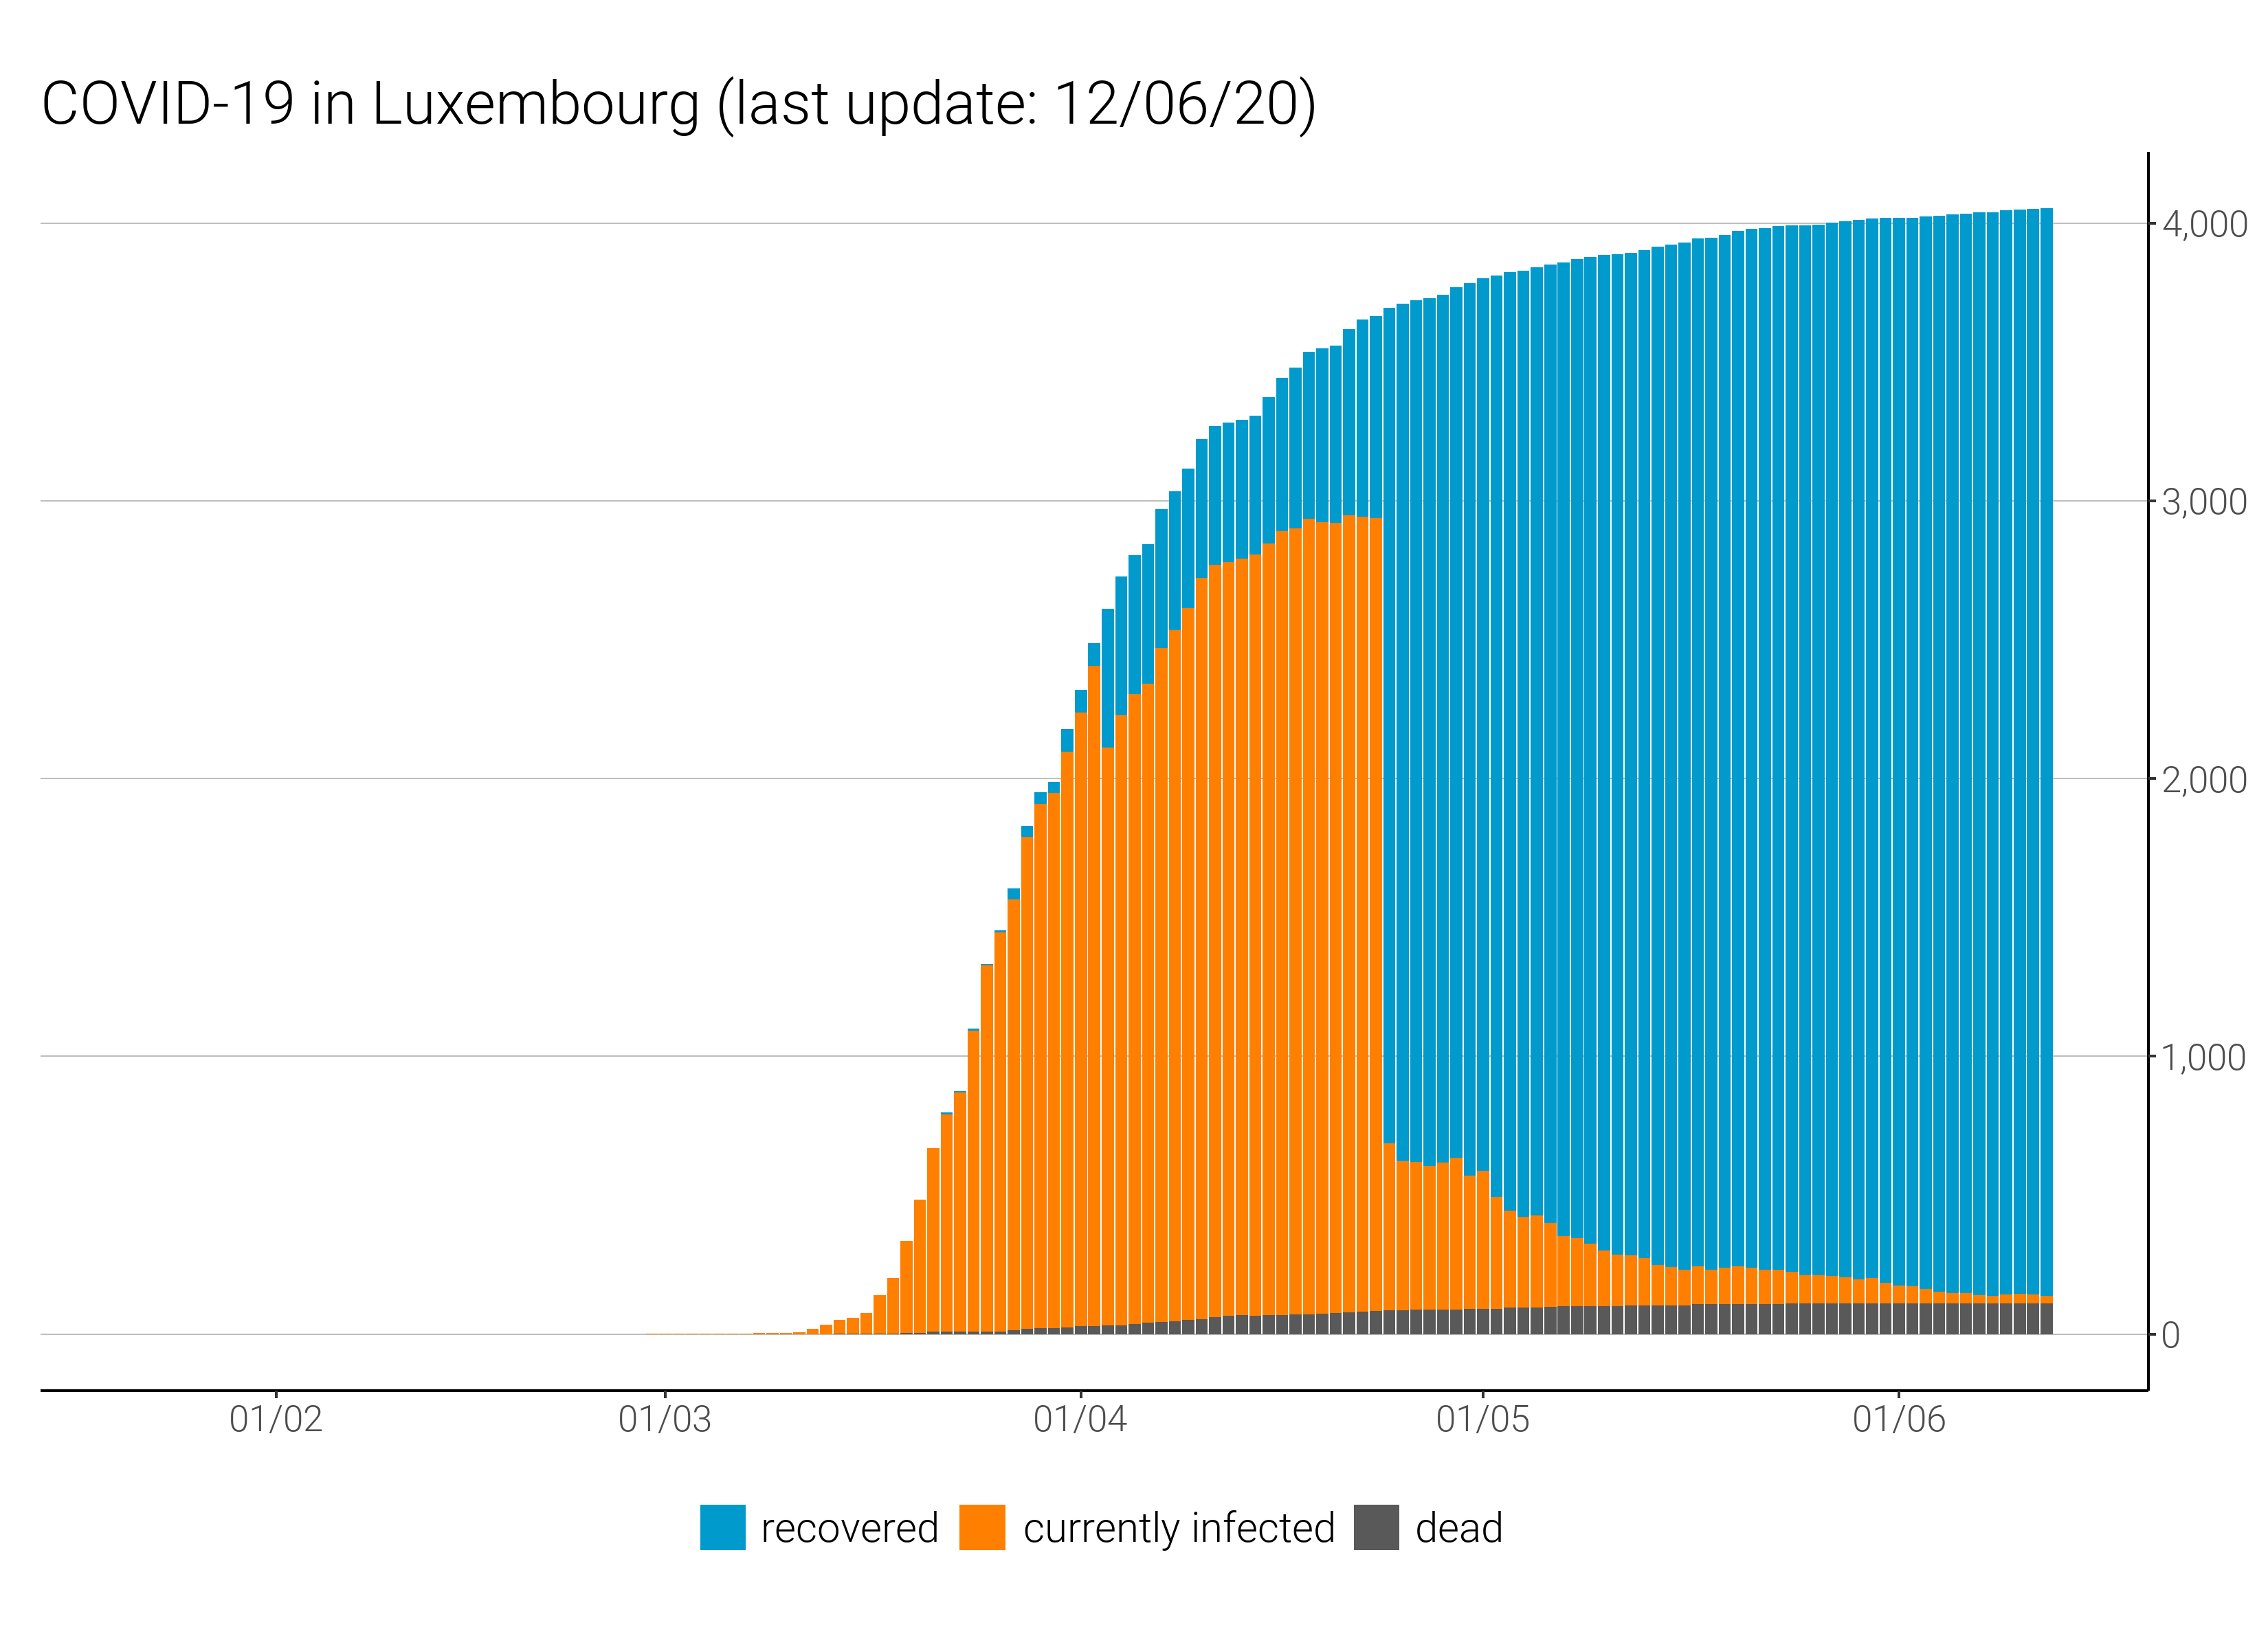 COVID-19 in Luxembourg (last update: 12/06/20)
4,000
3,000
2,000
1,000
0
01/02 01/03 01/04 01/05 01/06
recovered currently infected dead